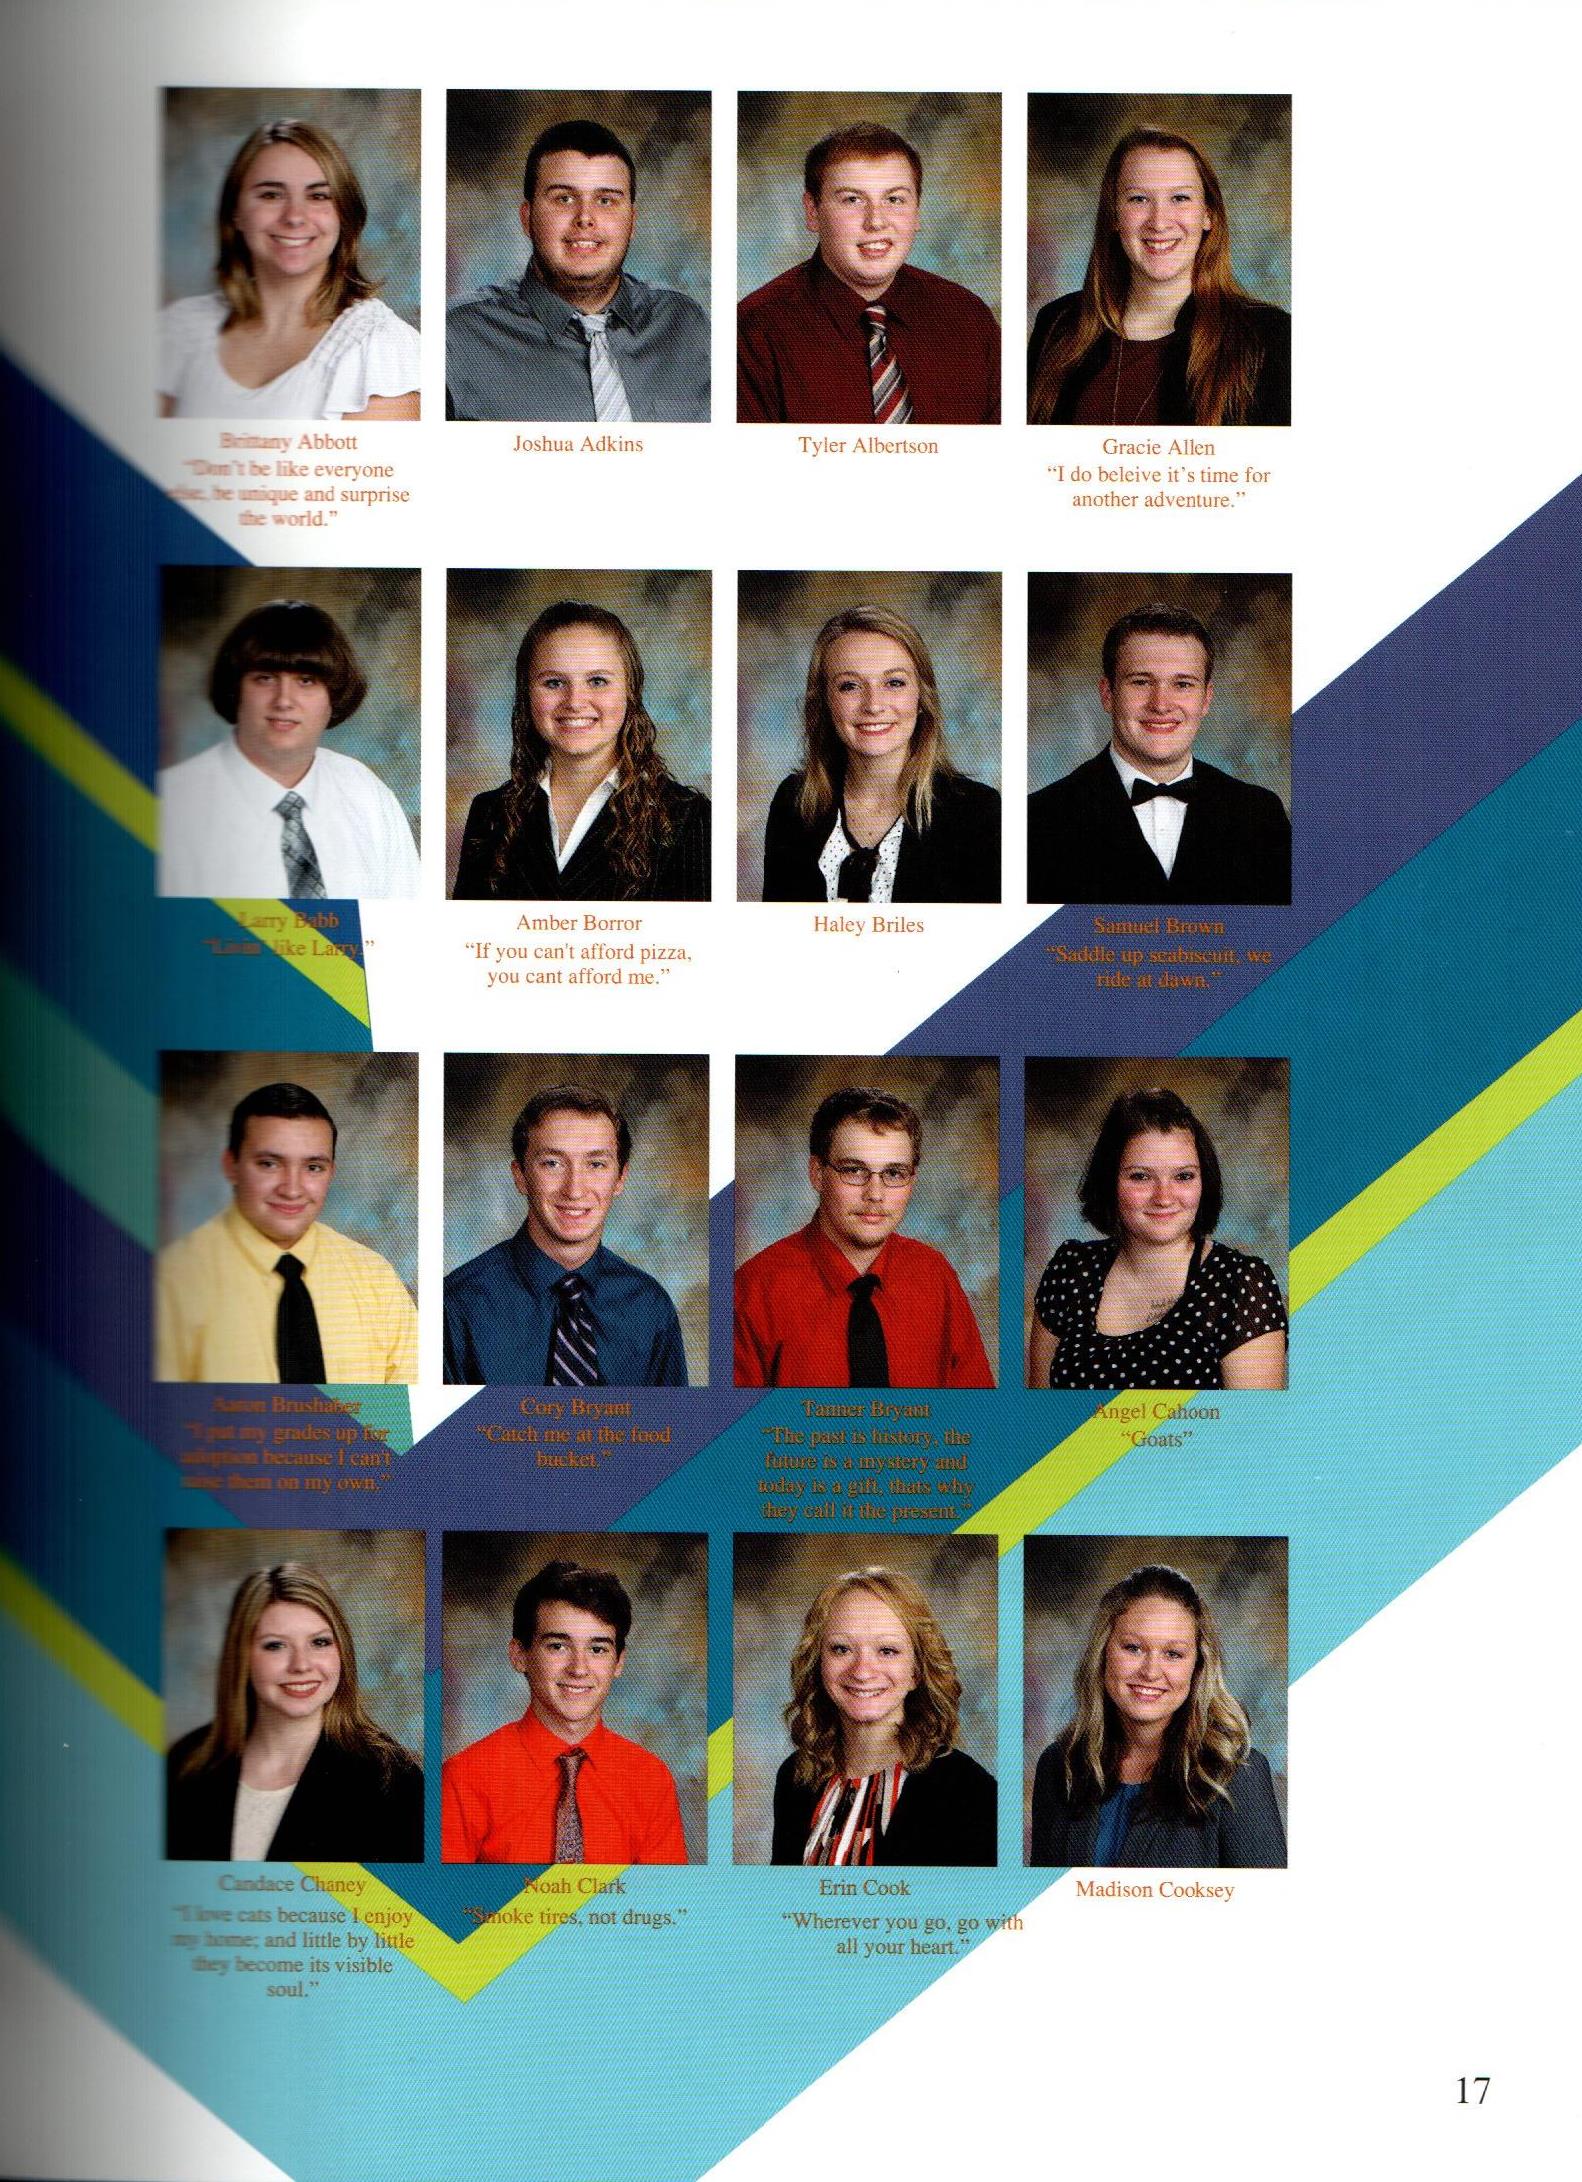 Brittany Abbott
"Don't be like everyone
else, be unique and surprise
the world."
Joshua Adkins
Tyler Albertson
Gracie Allen
"I do beleive it's time for
another adventure."
Larry Babb
"Livin' like Larry."
Amber Borror
"If you can't afford pizza,
you cant afford me."
Haley Briles
Samuel Brown
"Saddle up seabiscuit, we
ride at dawn."
Aaron Brushaber
"I put my grades up for
adoption because I can't
raise them on my own."
Cory Bryant
"Catch me at the food
bucket."
Tanner Bryant
"The past is history, the
future is a mystery and
today is a gift, thats why
they call it the present."
Angel Cahoon
"Goats"
Candace Chaney
"I love cats because I enjoy
my home; and little by little
they become its visible
soul."
Noah Clark
"Smoke tires, not drugs."
Erin Cook
"Wherever you go, go with
all your heart."
Madison Cooksey
17